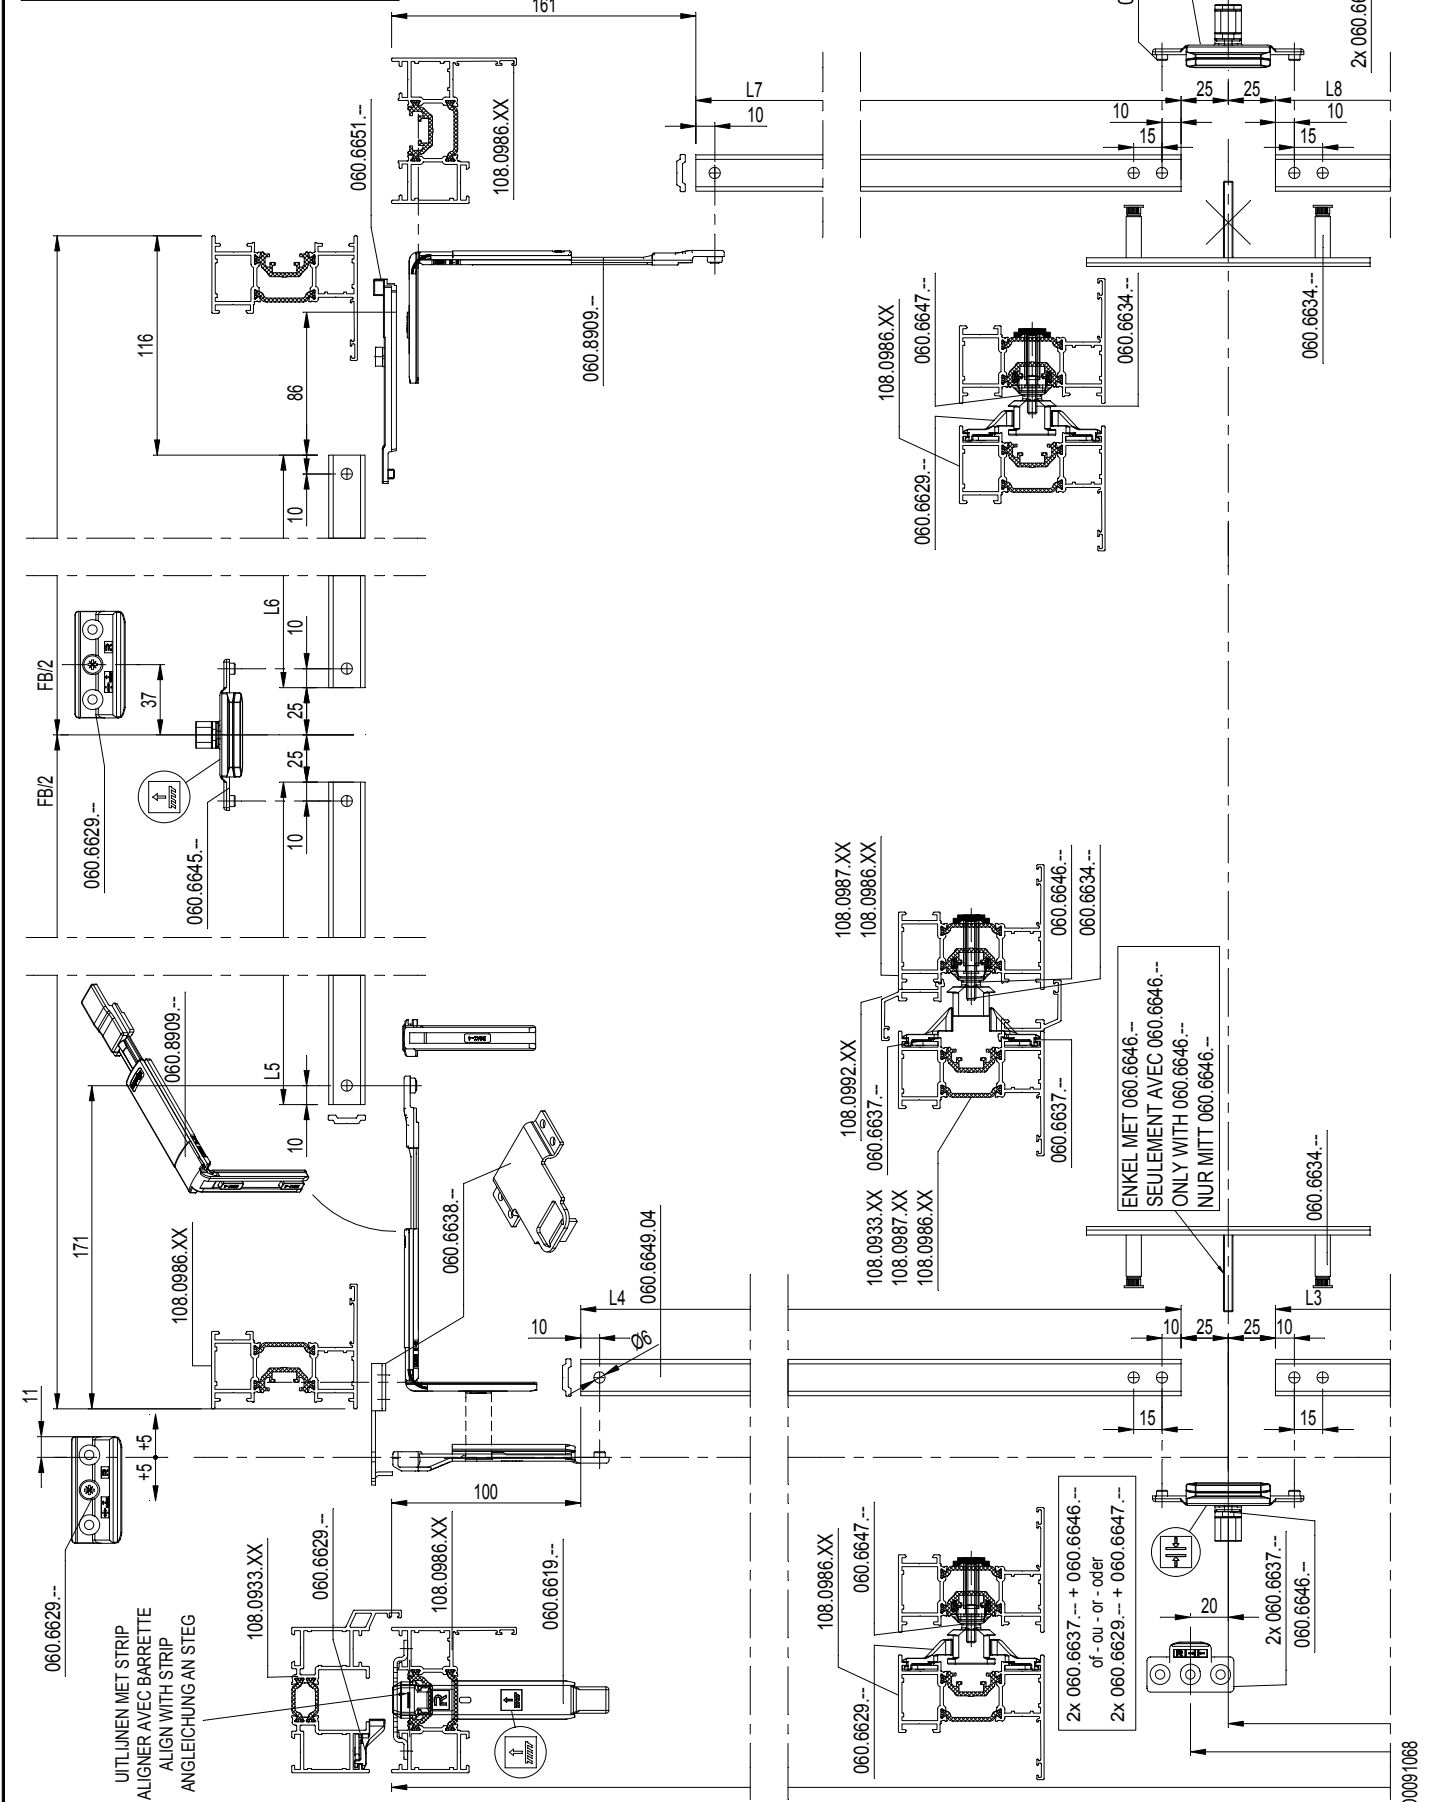 161
060.6651.--
108.0986.XX
L7
10
25
25
L8
10
10
15
15
116
86
10
060.8909.--
108.0986.XX
060.6647.--
060.6629.--
060.6634.--
060.6634.--
FB/2
FB/2
37
L6
10
25
25
10
060.6629.--
060.6645.--
171
060.8909.--
L5
10
108.0986.XX
11
+5
+5
060.6638.--
060.6649.04
L4
10
Ø6
100
108.0987.XX
108.0986.XX
060.6646.--
060.6634.--
108.0992.XX
060.6637.--
060.6637.--
108.0933.XX
108.0987.XX
108.0986.XX
ENKEL MET 060.6646.--
SEULEMENT AVEC 060.6646.--
ONLY WITH 060.6646.--
NUR MITT 060.6646.--
060.6634.--
10
25
25
10
L3
15
15
060.6629.--
UITLIJNEN MET STRIP
ALIGNER AVEC BARRETTE
ALIGN WITH STRIP
ANGLEICHUNG AN STEG
108.0933.XX
060.6629.--
108.0986.XX
060.6619.--
R
108.0986.XX
060.6647.--
060.6629.--
2x 060.6637.-- + 060.6646.--
of - ou - or - oder
2x 060.6629.-- + 060.6647.--
20
2x 060.6637.--
060.6646.--